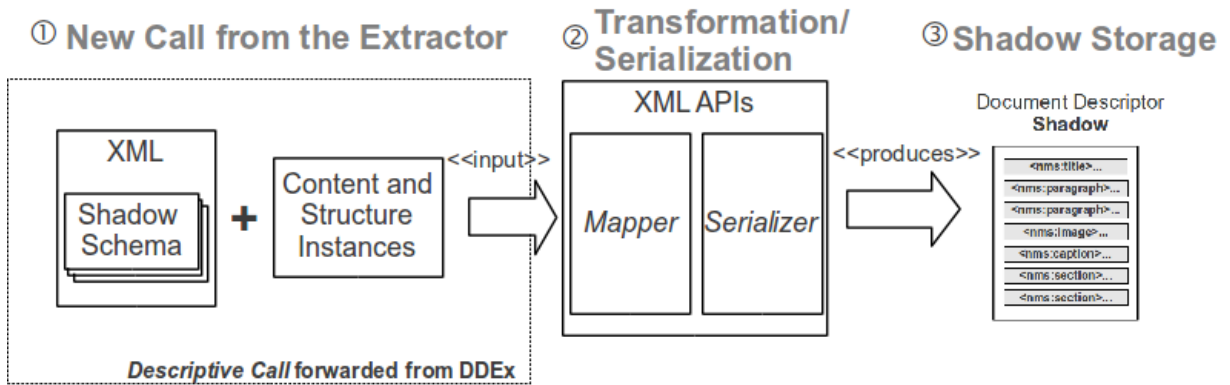 ① New Call from the Extractor
② Transformation/
Serialization
③ Shadow Storage
XML
Shadow
Schema
+
Content and
Structure
Instances
<<input>>
Descriptive Call forwarded from DDEx
XML APIs
Mapper
Serializer
<<produces>>
Document Descriptor
Shadow
<nms:title>...
<nms:paragraph>...
<nms:paragraph>...
<nms:image>...
<nms:caption>...
<nms:section>...
<nms:section>...